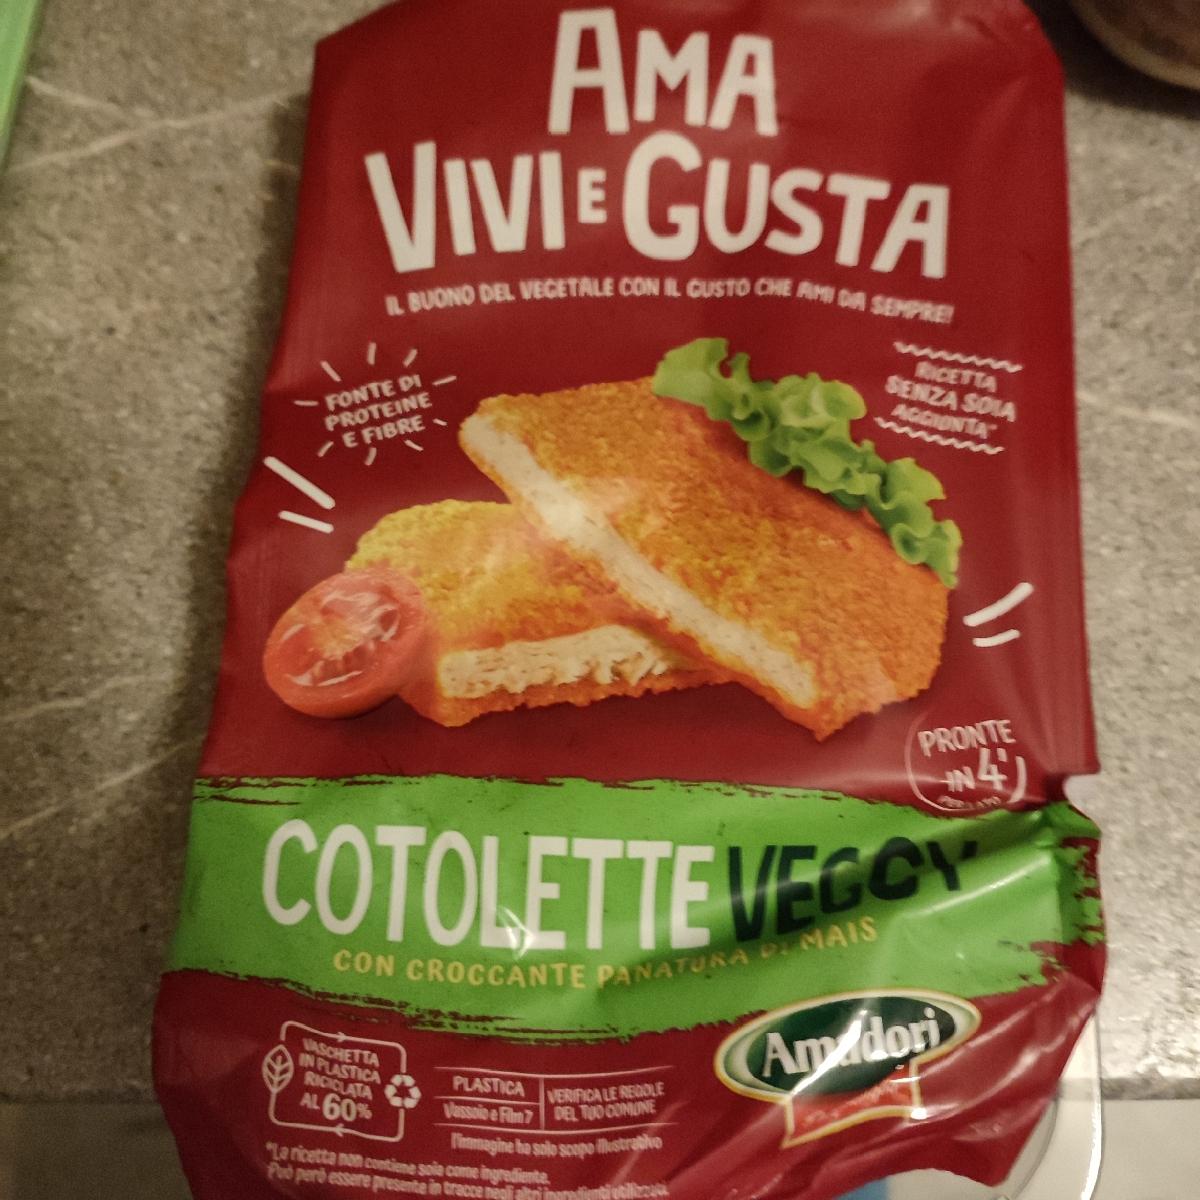 AMA
VIVI E GUSTA
IL BUONO DEL VEGETALE CON IL GUSTO CHE AMI DA SEMPRE!
FONTE DI
PROTEINE
E FIBRE
RICETTA
SENZA SOIA
AGGIUNTA*
PRONTE
IN 4'
COTOLETTE VEGGY
CON CROCCANTE PANATURA DI MAIS
Amadori
VASCHETTA
IN PLASTICA
RICICLATA
AL 60%
PLASTICA
Vassoio e Film 7
VERIFICA LE REGOLE
DEL TUO COMUNE
l'immagine ha solo scopo illustrativo
*La ricetta non contiene soia come ingrediente.
Può però essere presente in tracce negli altri ingredienti utilizzati.